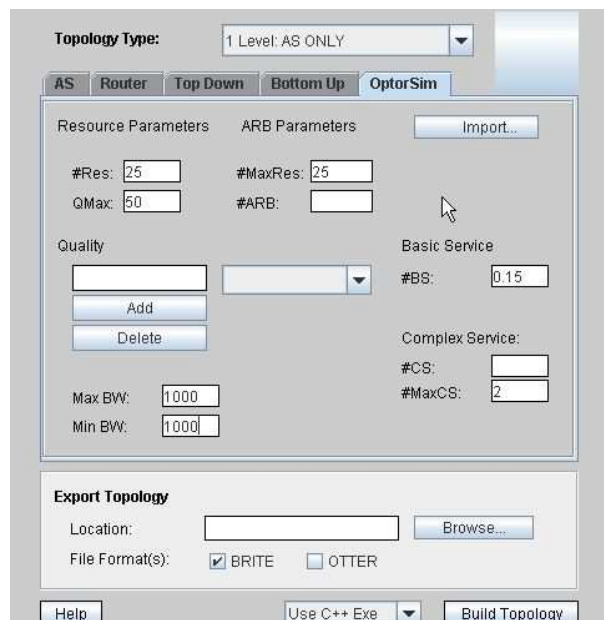 Topology Type: 1 Level: AS ONLY
AS Router Top Down Bottom Up OptorSim
Resource Parameters ARB Parameters Import...
#Res: 25 #MaxRes: 25
QMax: 50 #ARB:
Quality Basic Service
#BS: 0.15
Add
Delete Complex Service:
#CS:
Max BW: 1000 #MaxCS: 2
Min BW: 1000
Export Topology
Location: Browse...
File Format(s): BRITE OTTER
Help Use C++ Exe Build Topology